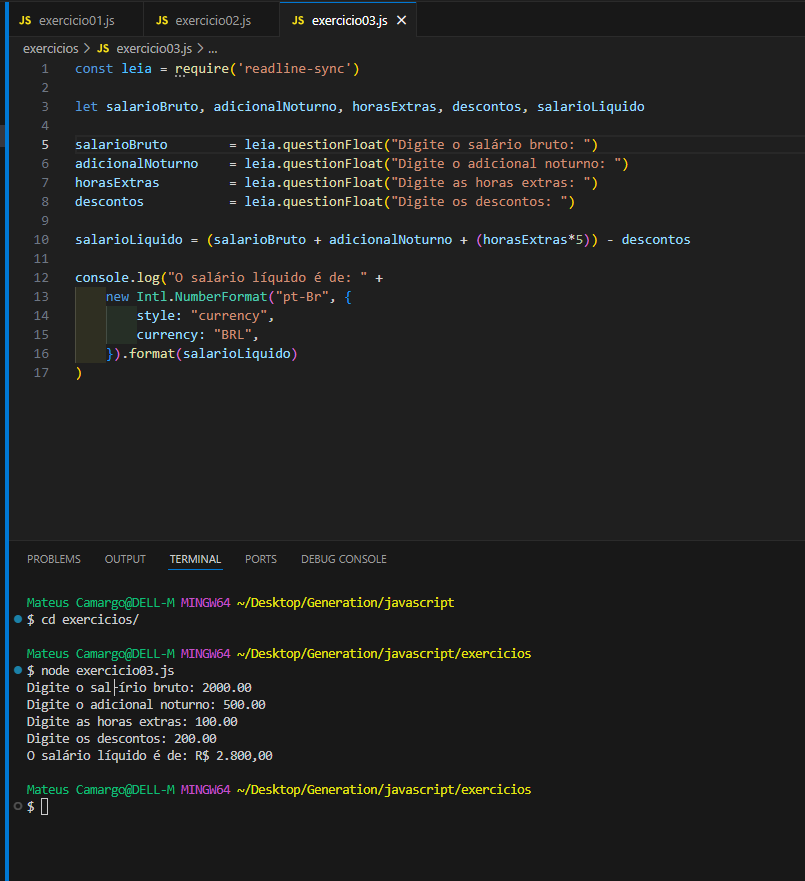 JS exercicio01.js JS exercicio02.js JS exercicio03.js
exercicios > JS exercicio03.js > ...
1 const leia = require('readline-sync')
2
3 let salarioBruto, adicionalNoturno, horasExtras, descontos, salarioLiquido
4
5 salarioBruto = leia.questionFloat("Digite o salário bruto: ")
6 adicionalNoturno = leia.questionFloat("Digite o adicional noturno: ")
7 horasExtras = leia.questionFloat("Digite as horas extras: ")
8 descontos = leia.questionFloat("Digite os descontos: ")
9
10 salarioLiquido = (salarioBruto + adicionalNoturno + (horasExtras*5)) - descontos
11
12 console.log("O salário líquido é de: " +
13 new Intl.NumberFormat("pt-Br", {
14 style: "currency",
15 currency: "BRL",
16 }).format(salarioLiquido)
17 )
PROBLEMS OUTPUT TERMINAL PORTS DEBUG CONSOLE
Mateus Camargo@DELL-M MINGW64 ~/Desktop/Generation/javascript
$ cd exercicios/
Mateus Camargo@DELL-M MINGW64 ~/Desktop/Generation/javascript/exercicios
$ node exercicio03.js
Digite o sal├írio bruto: 2000.00
Digite o adicional noturno: 500.00
Digite as horas extras: 100.00
Digite os descontos: 200.00
O salário líquido é de: R$ 2.800,00
Mateus Camargo@DELL-M MINGW64 ~/Desktop/Generation/javascript/exercicios
$